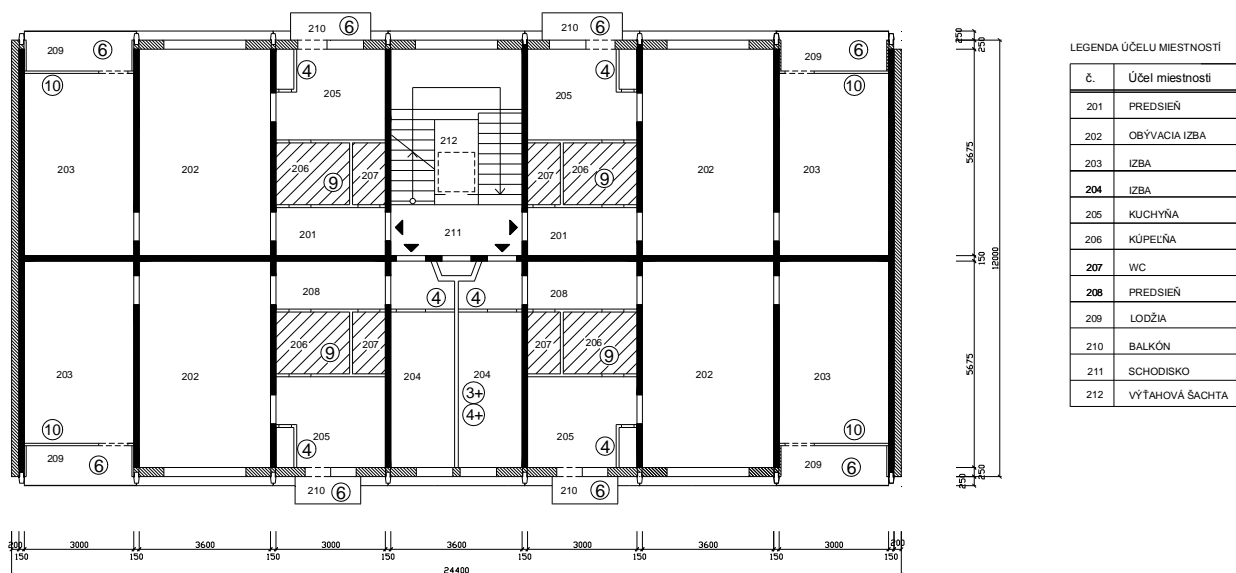 210 6 210 6
209 6 6 209
10 4 4 10
205 205
212
203 202 206 9 207 207 206 9 202 203
201 211 201
208 4 4 208
206 9 207 207 206 9
203 202 204 204 202 203
3+
4+
10 205 4 205 4 10
209 6 6 209
210 6 210 6
200 3000 3600 3000 3600 3000 3600 3000 200
150 150 150 150 150 150 150 150
24400
250
5675
150
12000
5675
250
250
5675
150
5675
250
LEGENDA ÚČELU MIESTNOSTÍ
č. Účel miestnosti
201 PREDSIEŇ
202 OBÝVACIA IZBA
203 IZBA
204 IZBA
205 KUCHYŇA
206 KÚPEĽŇA
207 WC
208 PREDSIEŇ
209 LODŽIA
210 BALKÓN
211 SCHODISKO
212 VÝŤAHOVÁ ŠACHTA